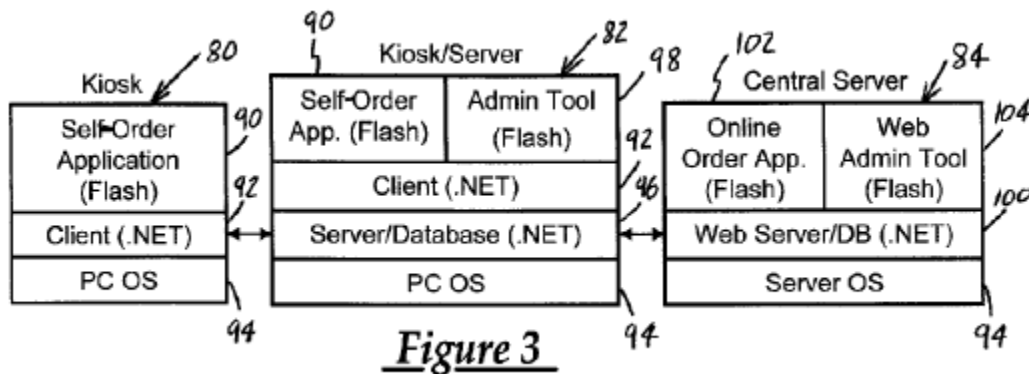 Kiosk
80
Self-Order
Application
(Flash)
90
92
Client (.NET)
PC OS
94
90
Kiosk/Server
82
98
Self-Order
App. (Flash)
Admin Tool
(Flash)
92
Client (.NET)
96
Server/Database (.NET)
PC OS
94
102
Central Server
84
104
Online
Order App.
(Flash)
Web
Admin Tool
(Flash)
100
Web Server/DB (.NET)
Server OS
94
Figure 3